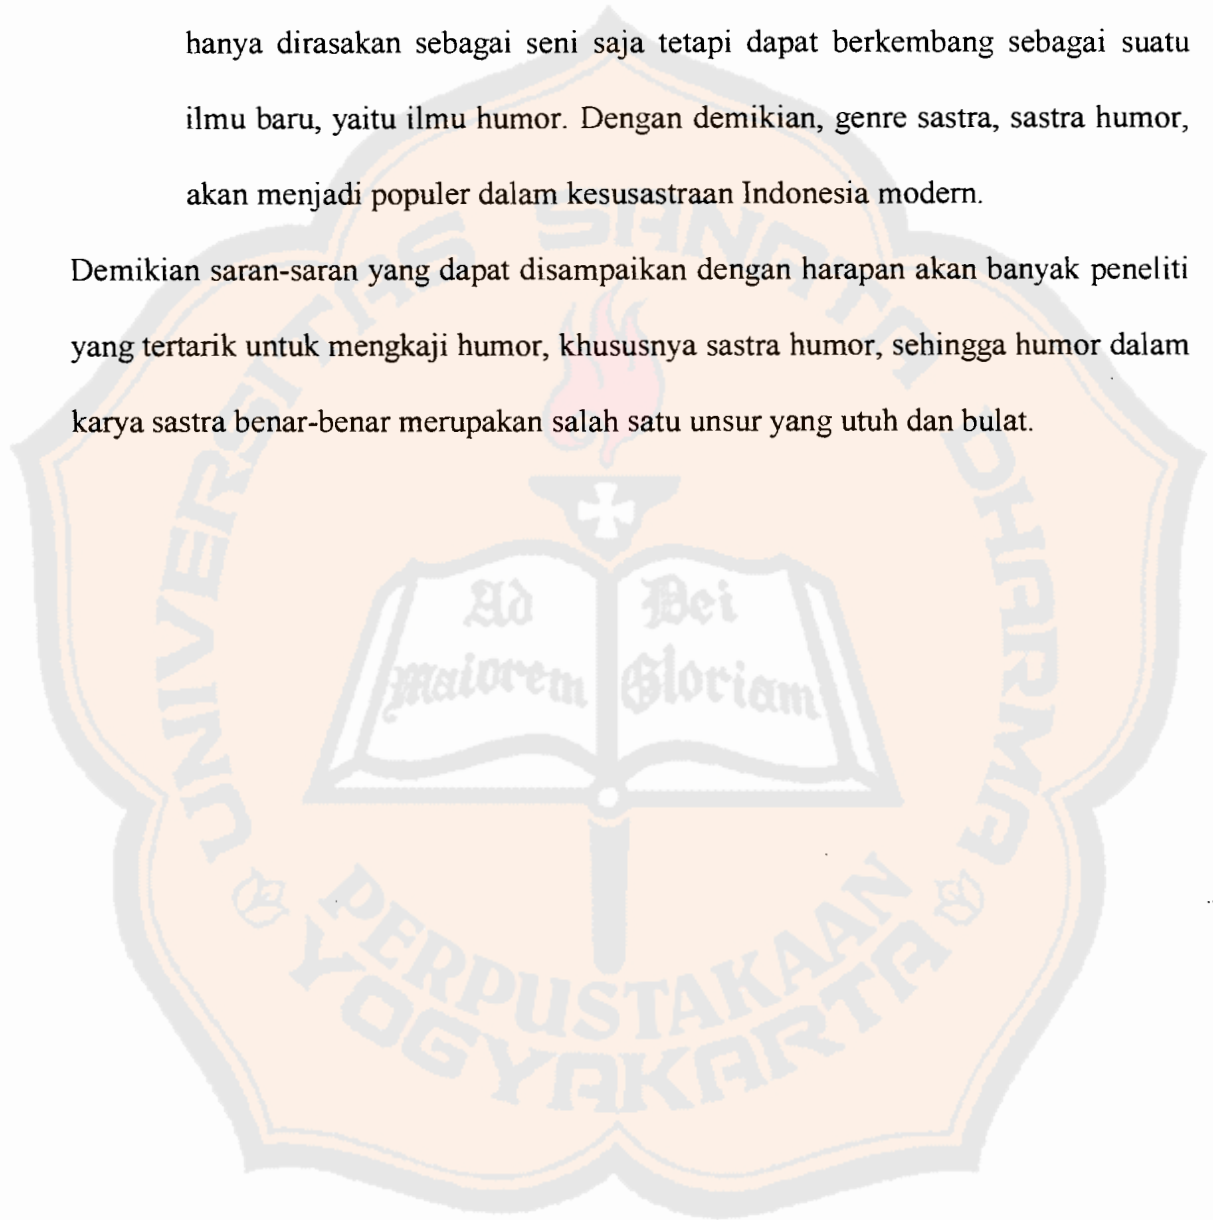 hanya dirasakan sebagai seni saja tetapi dapat berkembang sebagai suatu
ilmu baru, yaitu ilmu humor. Dengan demikian, genre sastra, sastra humor,
akan menjadi populer dalam kesusastraan Indonesia modern.
Demikian saran-saran yang dapat disampaikan dengan harapan akan banyak peneliti
yang tertarik untuk mengkaji humor, khususnya sastra humor, sehingga humor dalam
karya sastra benar-benar merupakan salah satu unsur yang utuh dan bulat.
UNIVERSITAS SANATA DHARMA
Ad Dei
Maiorem Gloriam
PERPUSTAKAAN
YOGYAKARTA